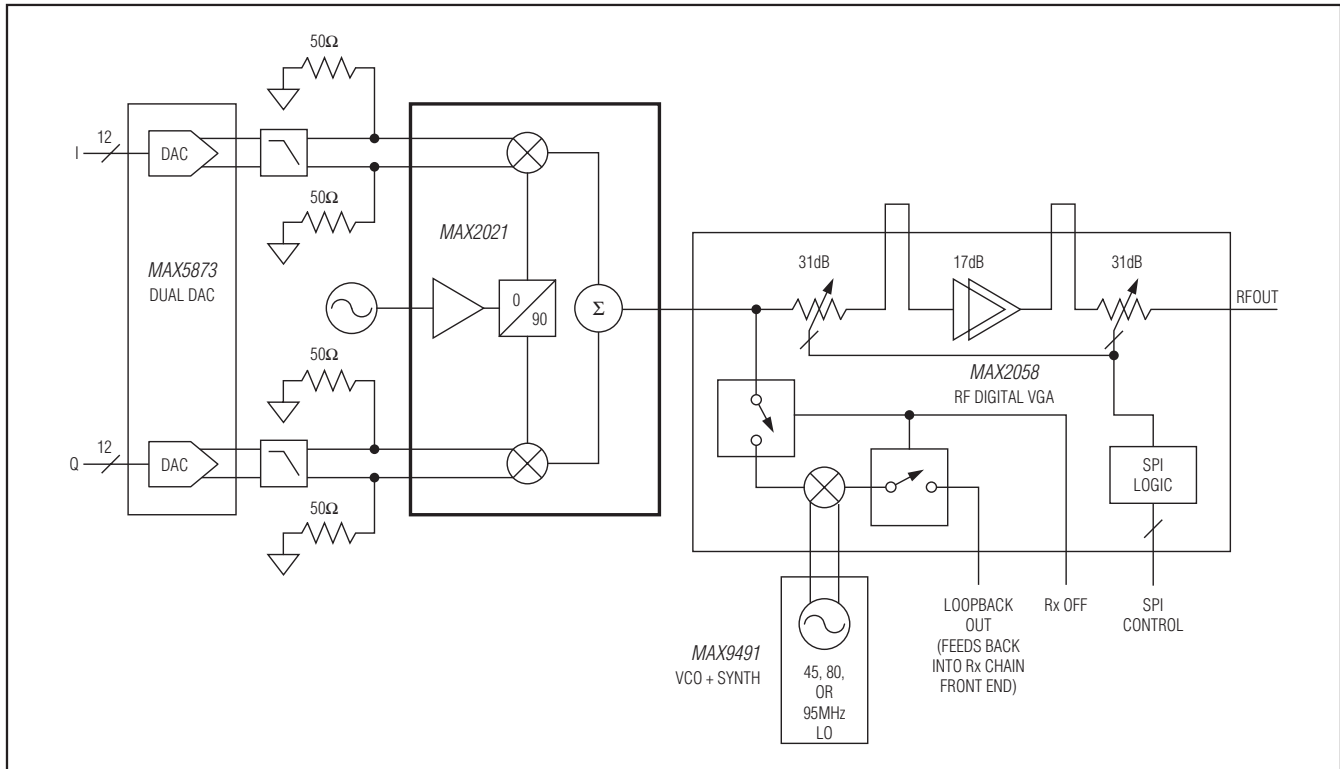 50Ω
I
12
DAC
50Ω
MAX5873
DUAL DAC
MAX2021
0
90
Σ
50Ω
Q
12
DAC
50Ω
31dB
17dB
31dB
RFOUT
MAX2058
RF DIGITAL VGA
SPI
LOGIC
MAX9491
VCO + SYNTH
45, 80,
OR
95MHz
LO
LOOPBACK
OUT
(FEEDS BACK
INTO Rx CHAIN
FRONT END)
Rx OFF
SPI
CONTROL